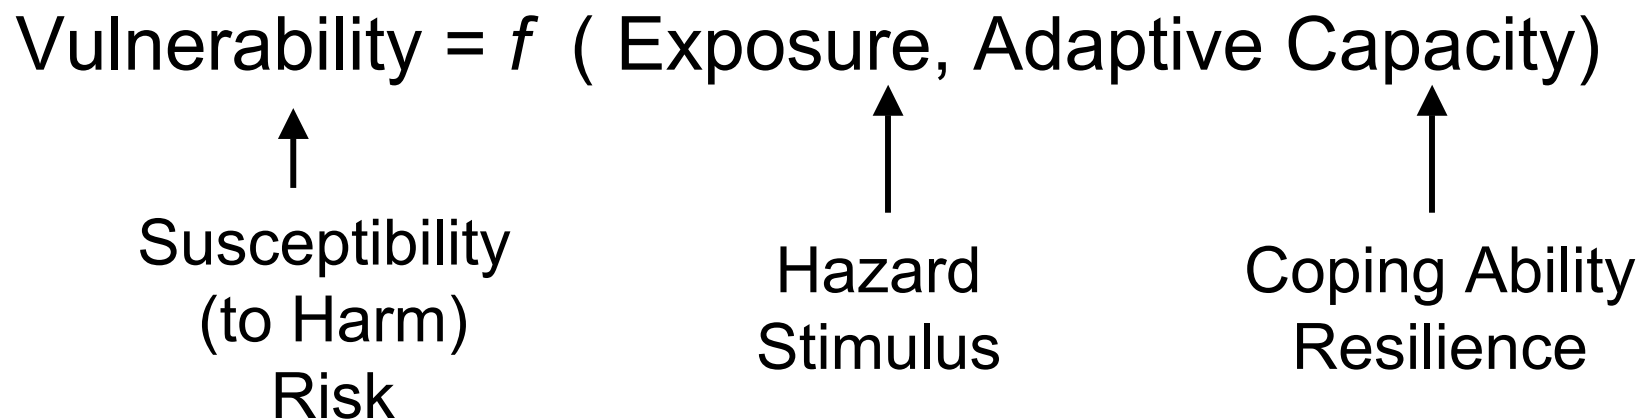 Vulnerability = f ( Exposure, Adaptive Capacity)
Susceptibility
(to Harm)
Risk
Hazard
Stimulus
Coping Ability
Resilience